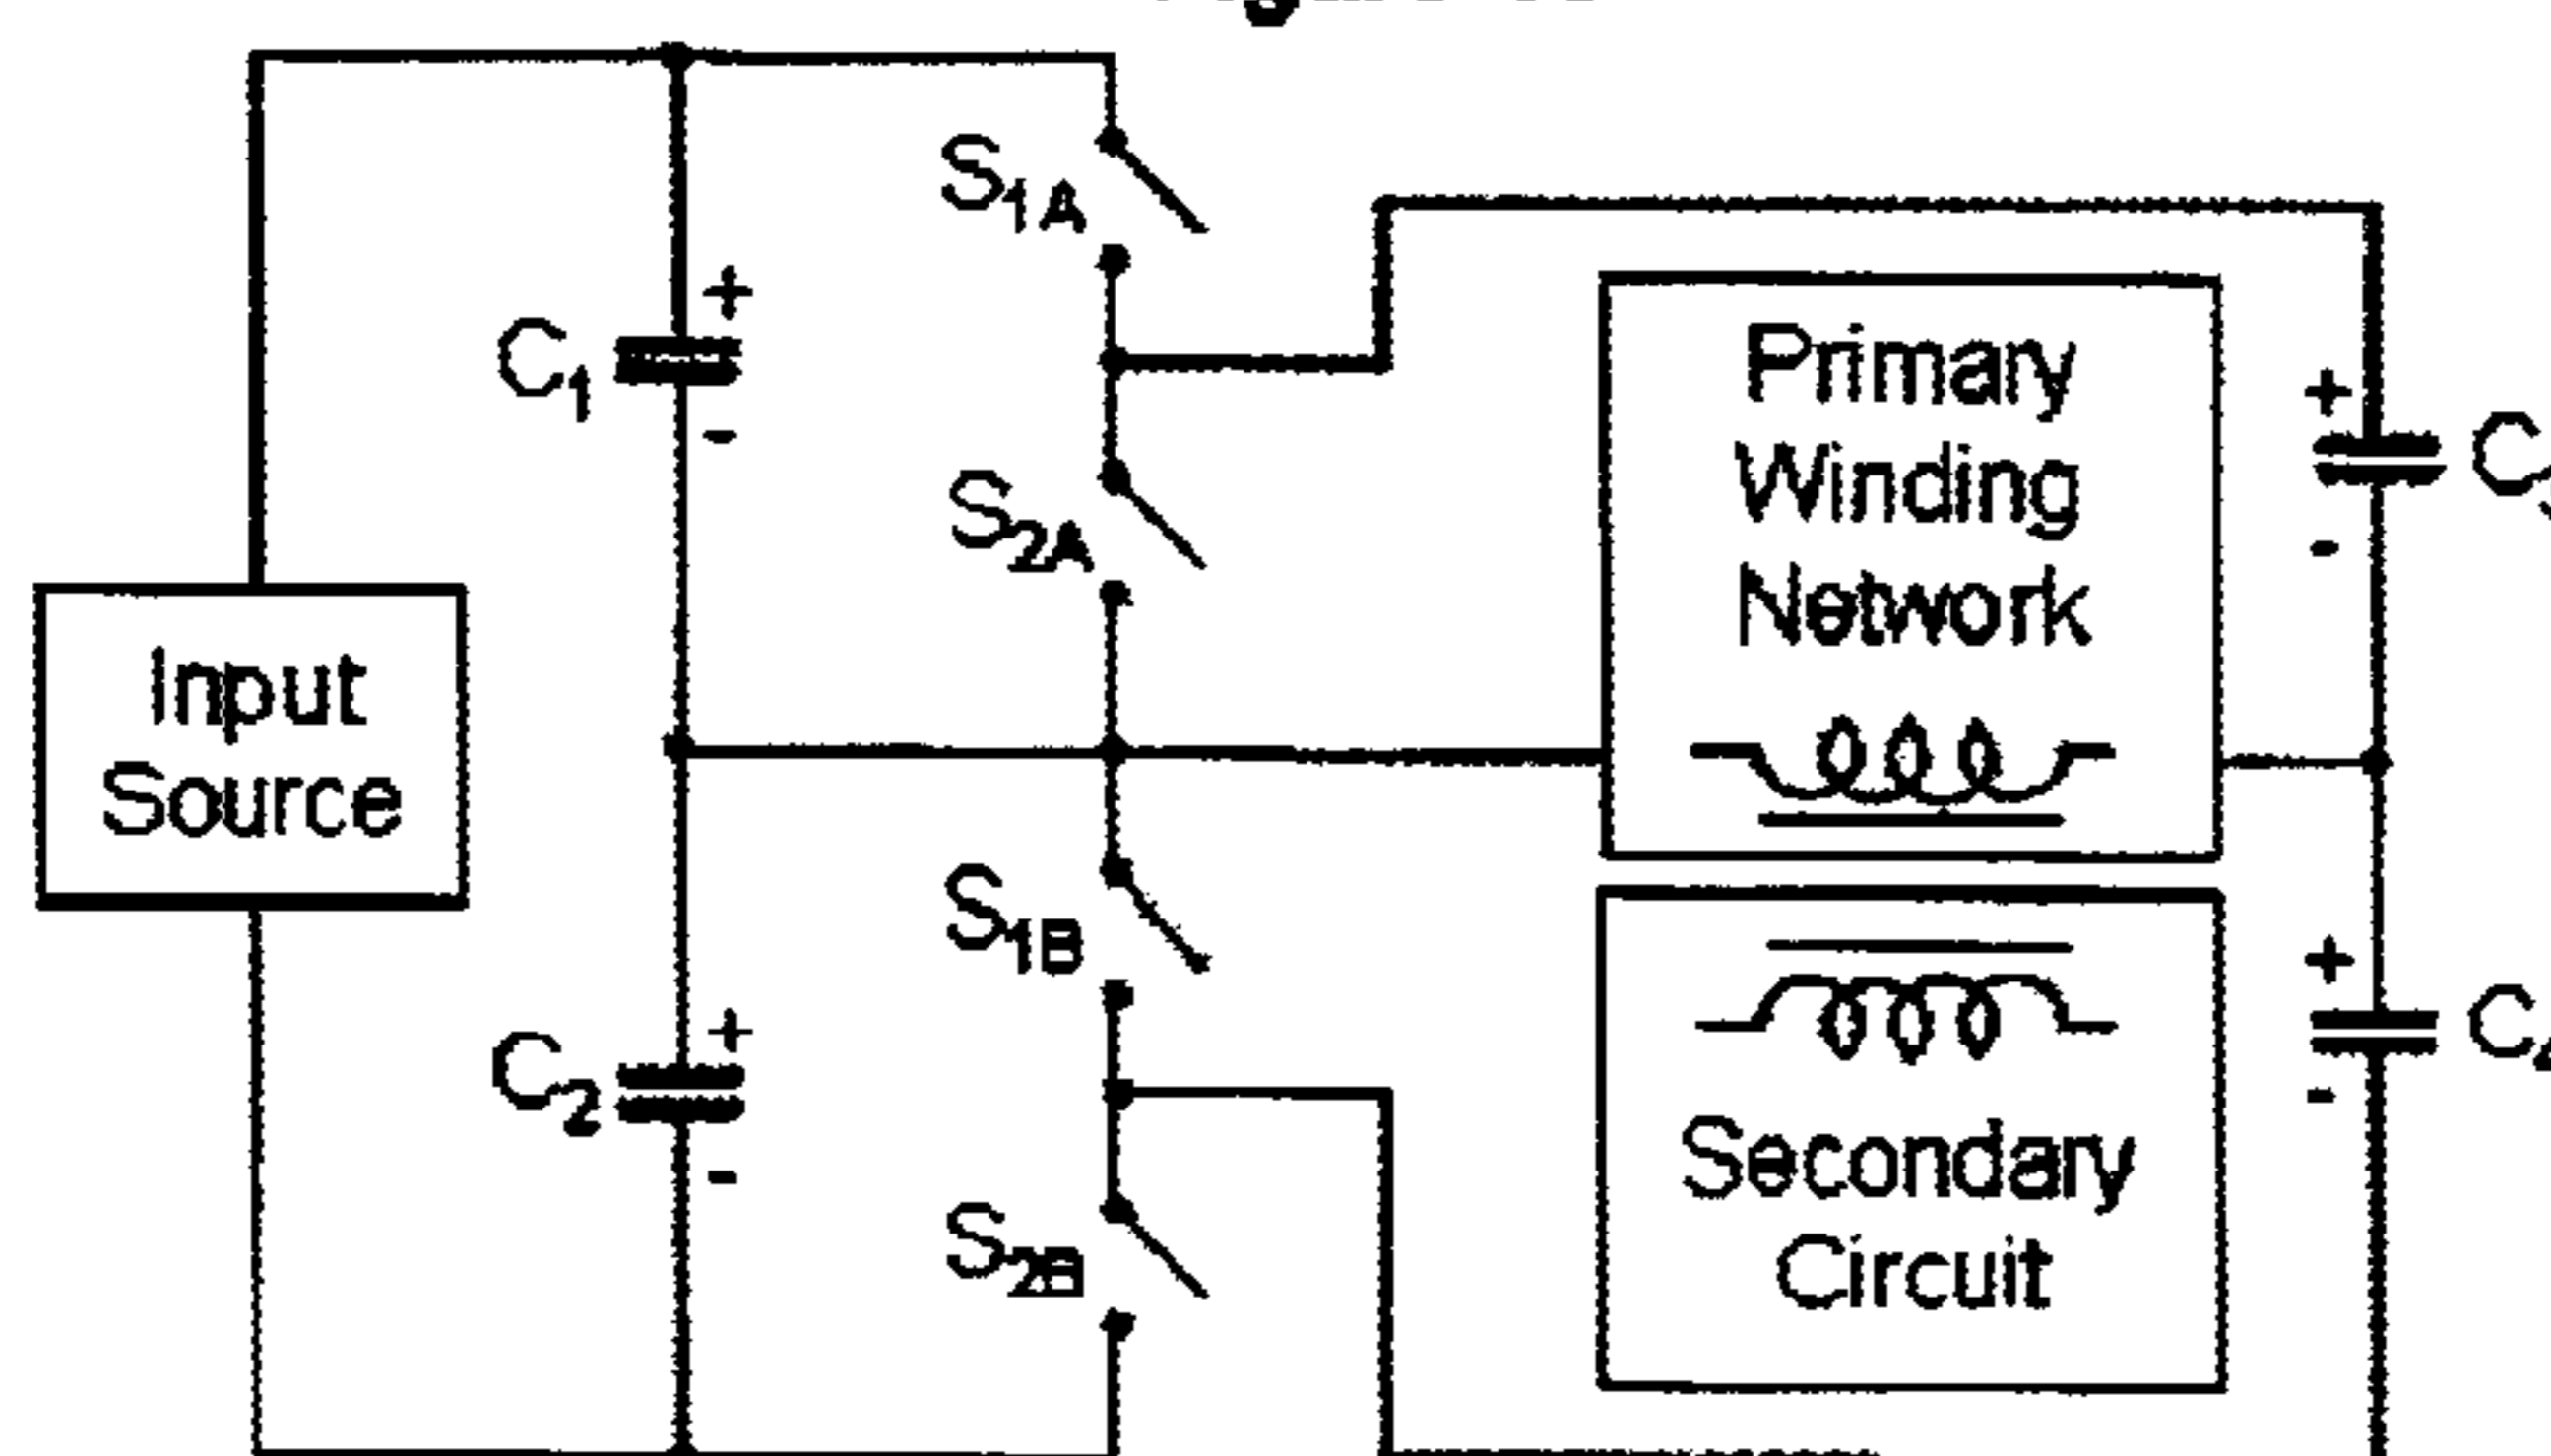 S1A
+
C1
-
Primary
Winding
Network
+
-
S2A
Input
Source
S1B
+
C2
-
+
-
Secondary
Circuit
S2B